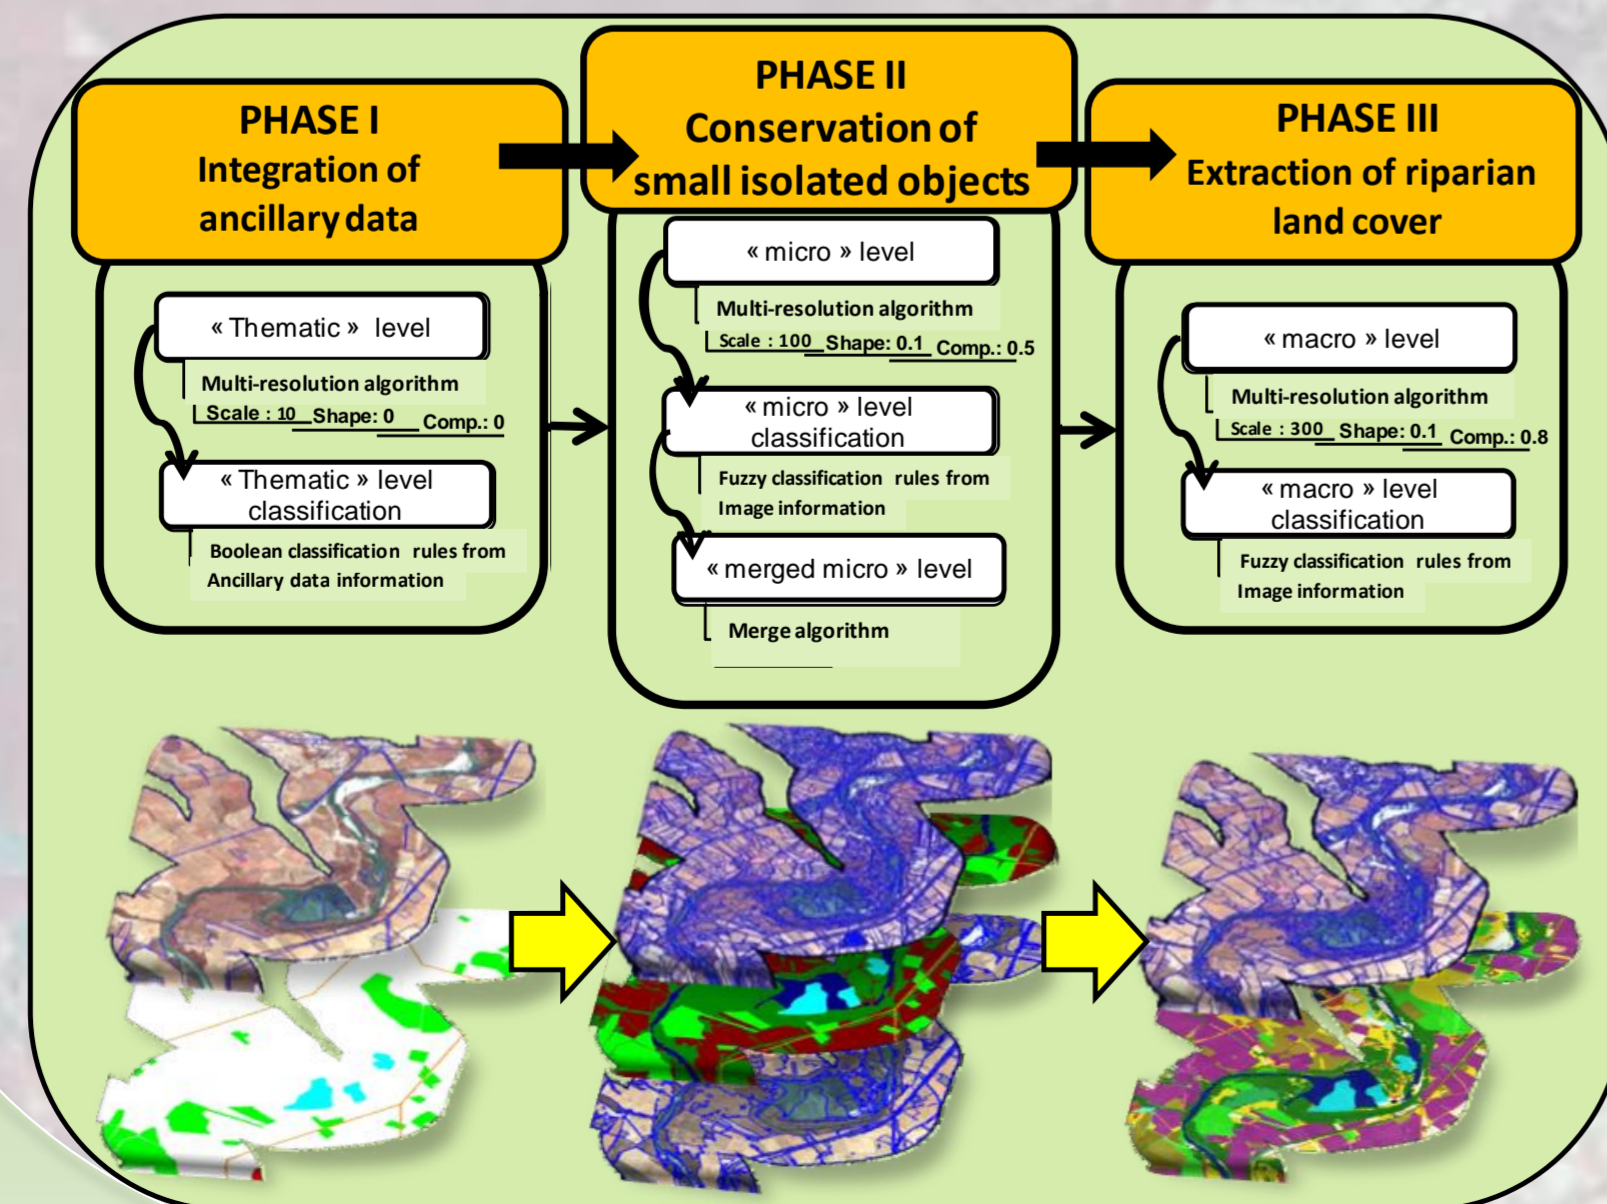 PHASE I
Integration of
ancillary data
« Thematic » level
Multi-resolution algorithm
Scale : 10 Shape: 0 Comp.: 0
« Thematic » level
classification
Boolean classification rules from
Ancillary data information
PHASE II
Conservation of
small isolated objects
« micro » level
Multi-resolution algorithm
Scale : 100 Shape: 0.1 Comp.: 0.5
« micro » level
classification
Fuzzy classification rules from
Image information
« merged micro » level
Merge algorithm
PHASE III
Extraction of riparian
land cover
« macro » level
Multi-resolution algorithm
Scale : 300 Shape: 0.1 Comp.: 0.8
« macro » level
classification
Fuzzy classification rules from
Image information